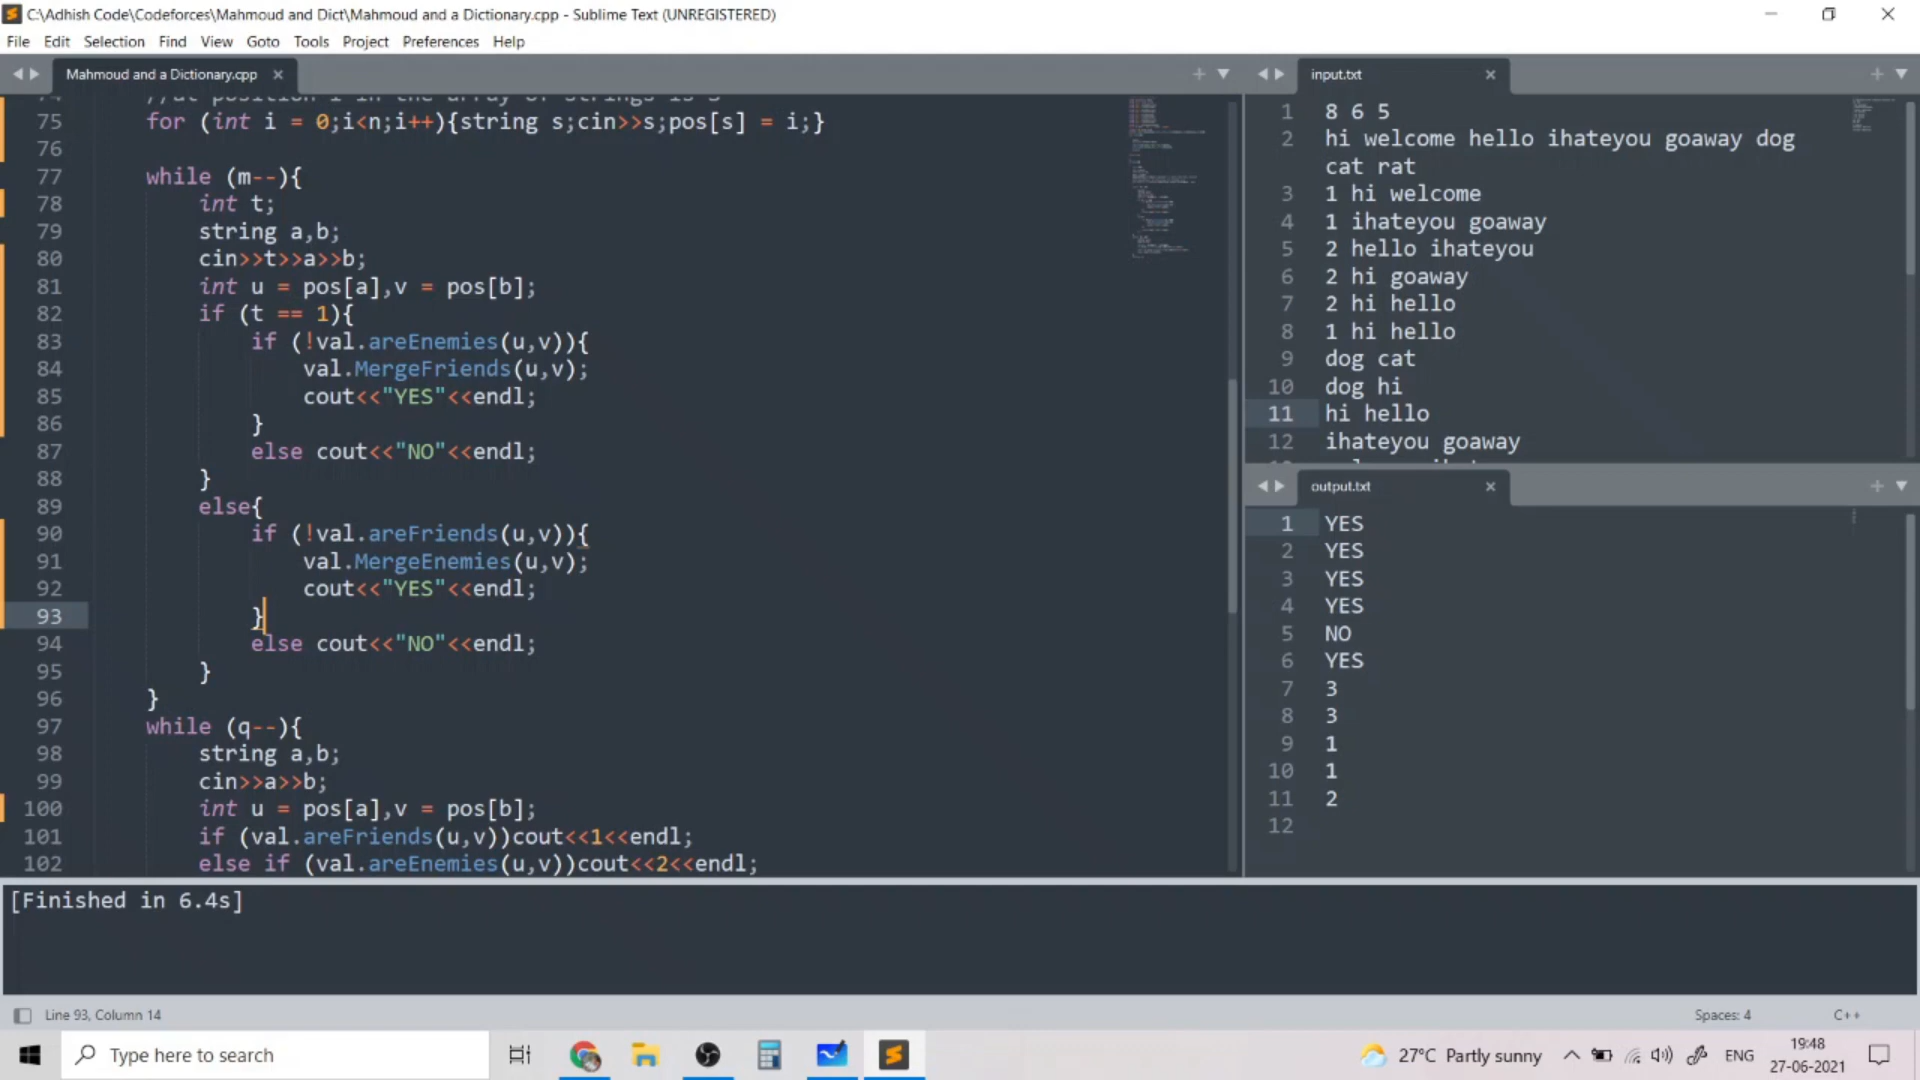 C:\Adhish Code\Codeforces\Mahmoud and Dict\Mahmoud and a Dictionary.cpp - Sublime Text (UNREGISTERED)
File Edit Selection Find View Goto Tools Project Preferences Help
Mahmoud and a Dictionary.cpp
75 for (int i = 0;i<n;i++){string s;cin>>s;pos[s] = i;}
76
77 while (m--){
78 int t;
79 string a,b;
80 cin>>t>>a>>b;
81 int u = pos[a],v = pos[b];
82 if (t == 1){
83 if (!val.areEnemies(u,v)){
84 val.MergeFriends(u,v);
85 cout<<"YES"<<endl;
86 }
87 else cout<<"NO"<<endl;
88 }
89 else{
90 if (!val.areFriends(u,v)){
91 val.MergeEnemies(u,v);
92 cout<<"YES"<<endl;
93 }
94 else cout<<"NO"<<endl;
95 }
96 }
97 while (q--){
98 string a,b;
99 cin>>a>>b;
100 int u = pos[a],v = pos[b];
101 if (val.areFriends(u,v))cout<<1<<endl;
102 else if (val.areEnemies(u,v))cout<<2<<endl;
input.txt
1 8 6 5
2 hi welcome hello ihateyou goaway dog
cat rat
3 1 hi welcome
4 1 ihateyou goaway
5 2 hello ihateyou
6 2 hi goaway
7 2 hi hello
8 1 hi hello
9 dog cat
10 dog hi
11 hi hello
12 ihateyou goaway
output.txt
1 YES
2 YES
3 YES
4 YES
5 NO
6 YES
7 3
8 3
9 1
10 1
11 2
12
[Finished in 6.4s]
Line 93, Column 14
Spaces: 4
C++
Type here to search
27°C Partly sunny
ENG
19:48
27-06-2021